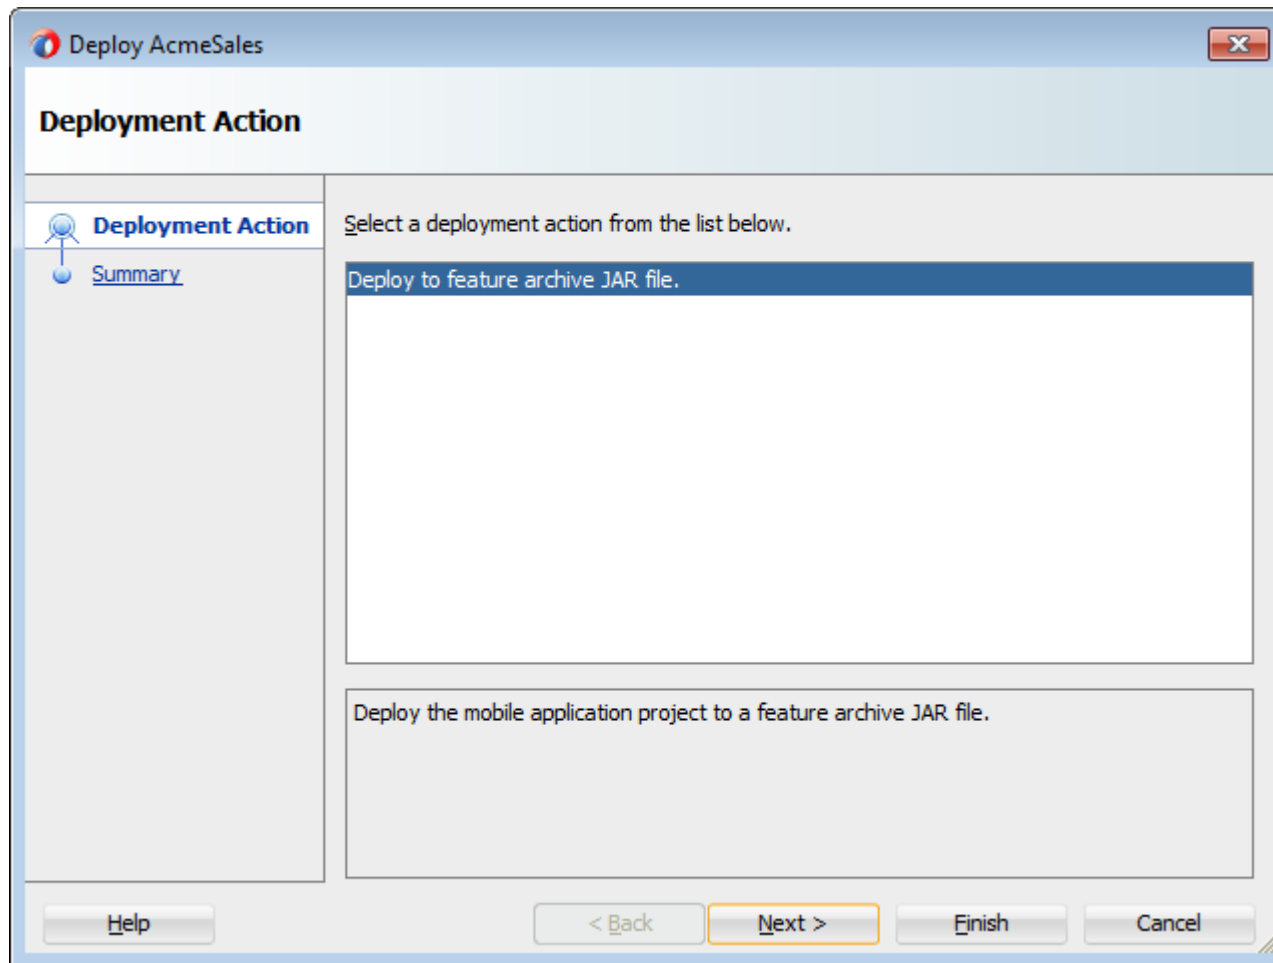 Deploy AcmeSales
Deployment Action
Deployment Action
Summary
Select a deployment action from the list below.
Deploy to feature archive JAR file.
Deploy the mobile application project to a feature archive JAR file.
Help
< Back
Next >
Finish
Cancel